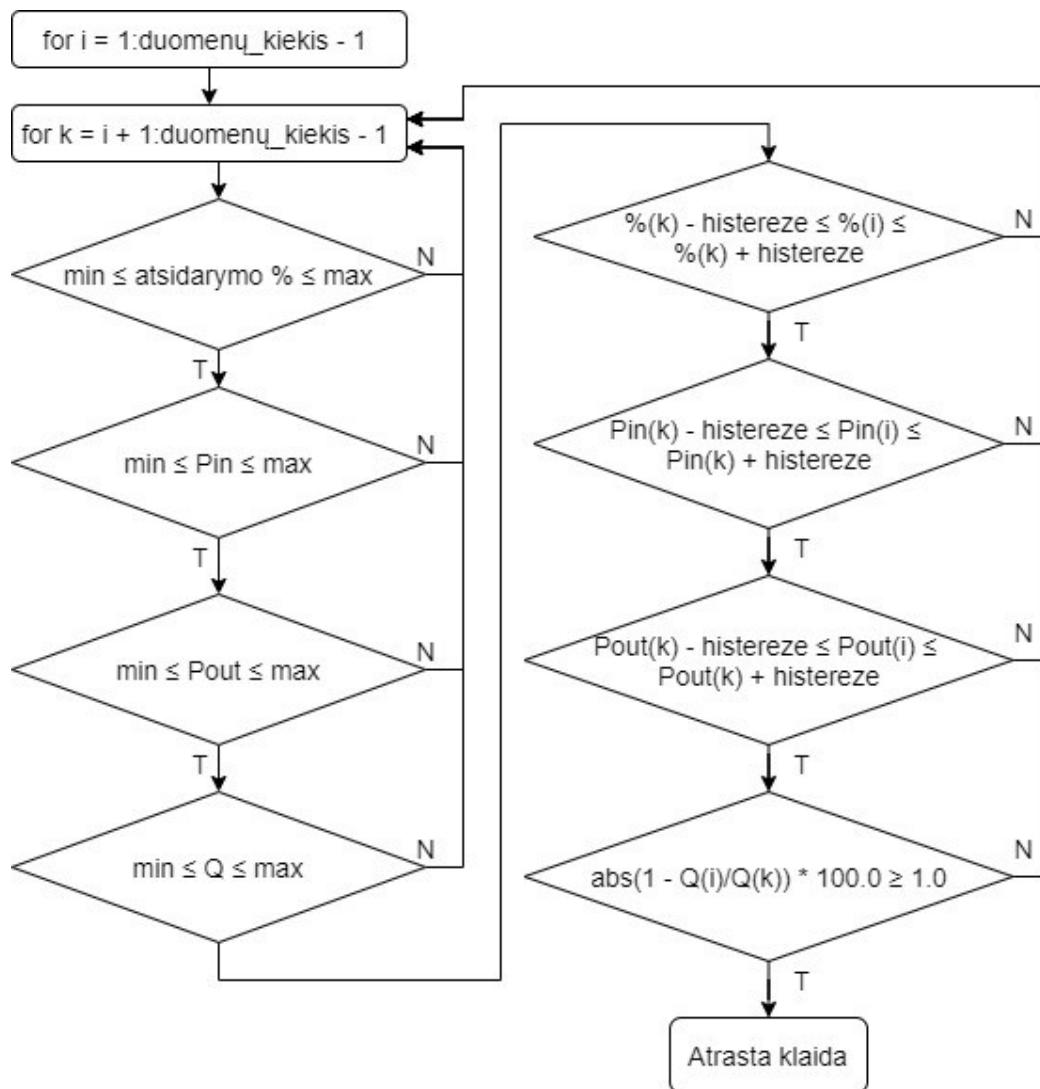 for i = 1:duomenų_kiekis - 1
for k = i + 1:duomenų_kiekis - 1
min ≤ atsidarymo % ≤ max
N
T
min ≤ Pin ≤ max
N
T
min ≤ Pout ≤ max
N
T
min ≤ Q ≤ max
N
%(k) - histereze ≤ %(i) ≤
%(k) + histereze
N
T
Pin(k) - histereze ≤ Pin(i) ≤
Pin(k) + histereze
N
T
Pout(k) - histereze ≤ Pout(i) ≤
Pout(k) + histereze
N
T
abs(1 - Q(i)/Q(k)) * 100.0 ≥ 1.0
N
T
Atrasta klaida